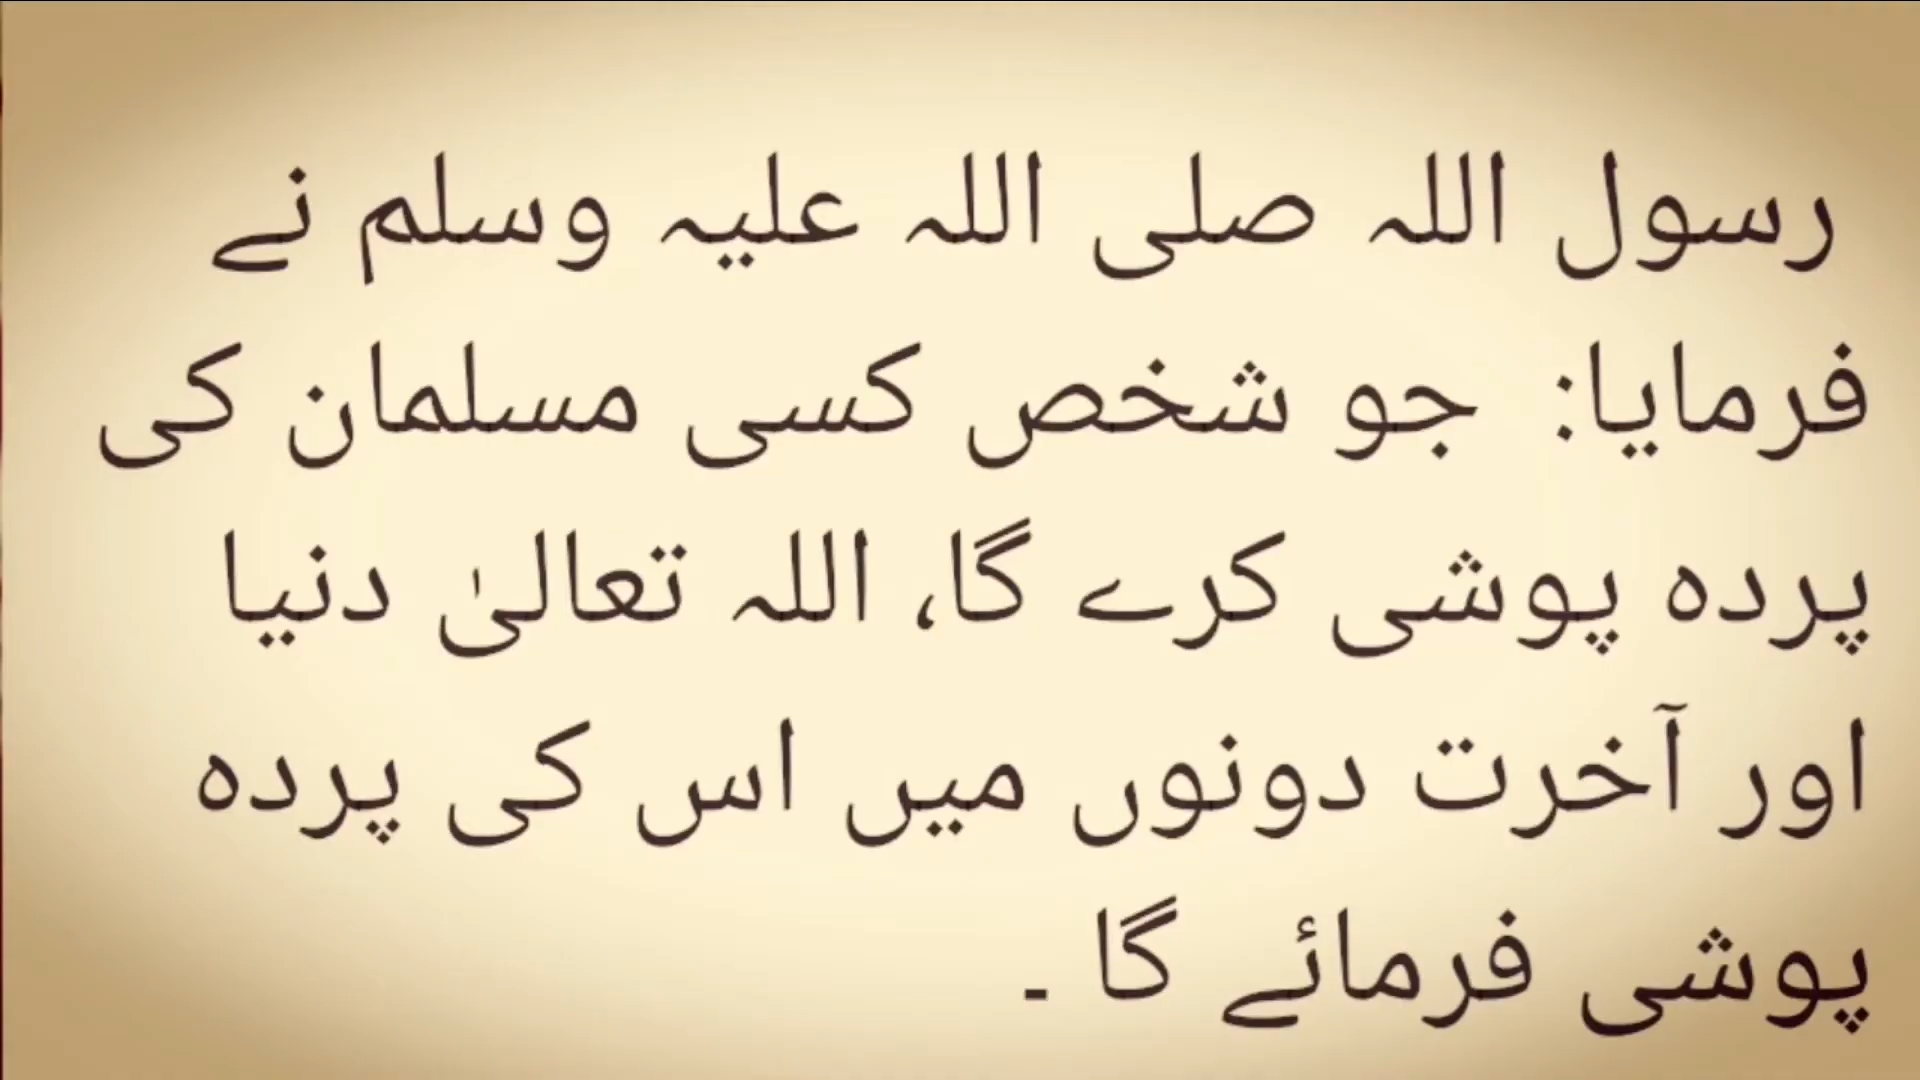 رسول اللہ صلی اللہ علیہ وسلم نے
فرمایا: جو شخص کسی مسلمان کی
پردہ پوشی کرے گا، اللہ تعالیٰ دنیا
اور آخرت دونوں میں اس کی پردہ
پوشی فرمائے گا ۔